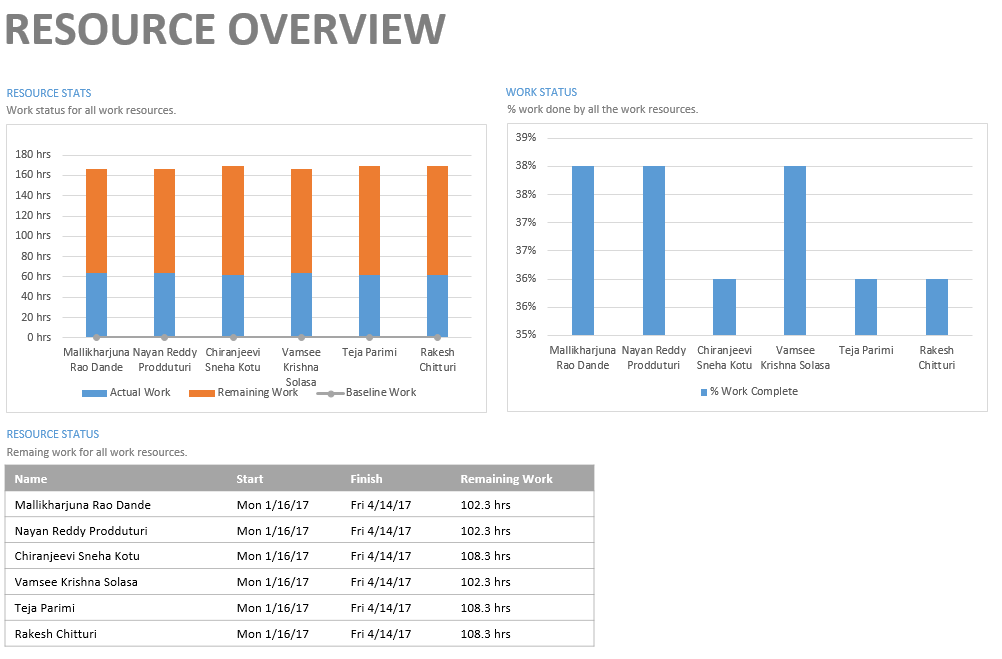 RESOURCE OVERVIEW
RESOURCE STATS
Work status for all work resources.
180 hrs
160 hrs
140 hrs
120 hrs
100 hrs
80 hrs
60 hrs
40 hrs
20 hrs
0 hrs
Mallikharjuna Nayan Reddy Chiranjeevi Vamsee Teja Parimi Rakesh
Rao Dande Prodduturi Sneha Kotu Krishna Chitturi
Solasa
Actual Work Remaining Work Baseline Work
WORK STATUS
% work done by all the work resources.
39%
38%
38%
37%
37%
36%
36%
35%
Mallikharjuna Nayan Reddy Chiranjeevi Vamsee Teja Parimi Rakesh
Rao Dande Prodduturi Sneha Kotu Krishna Solasa Chitturi
% Work Complete
RESOURCE STATUS
Remaing work for all work resources.
Name Start Finish Remaining Work
Mallikharjuna Rao Dande Mon 1/16/17 Fri 4/14/17 102.3 hrs
Nayan Reddy Prodduturi Mon 1/16/17 Fri 4/14/17 102.3 hrs
Chiranjeevi Sneha Kotu Mon 1/16/17 Fri 4/14/17 108.3 hrs
Vamsee Krishna Solasa Mon 1/16/17 Fri 4/14/17 102.3 hrs
Teja Parimi Mon 1/16/17 Fri 4/14/17 108.3 hrs
Rakesh Chitturi Mon 1/16/17 Fri 4/14/17 108.3 hrs